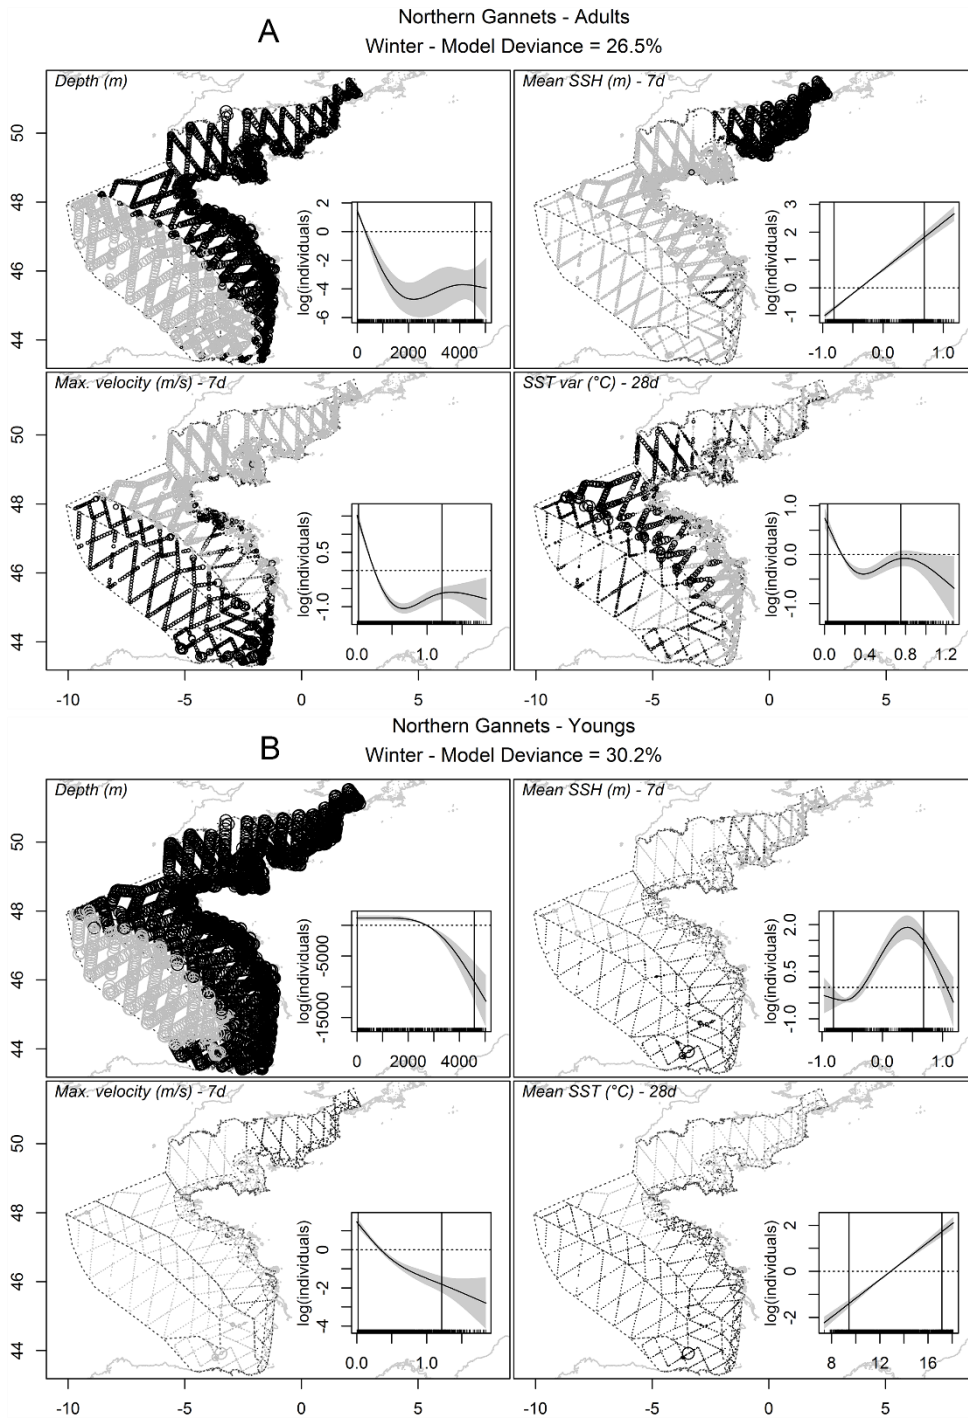 A
Northern Gannets - Adults
Winter - Model Deviance = 26.5%
Depth (m)
50
48
46
44
log(individuals)
2
0
-2
-4
-6
0 2000 4000
Mean SSH (m) - 7d
log(individuals)
3
2
1
0
-1
-1.0 0.0 1.0
Max. velocity (m/s) - 7d
50
48
46
44
log(individuals)
0.5
-1.0
0.0 1.0
-10 -5 0 5
SST var (°C) - 28d
log(individuals)
1.0
0.0
-1.0
0.0 0.4 0.8 1.2
-10 -5 0 5
B
Northern Gannets - Youngs
Winter - Model Deviance = 30.2%
Depth (m)
50
48
46
44
log(individuals)
-5000
-15000
0 2000 4000
Mean SSH (m) - 7d
log(individuals)
2.0
0.5
-1.0
-1.0 0.0 1.0
Max. velocity (m/s) - 7d
50
48
46
44
log(individuals)
0
-2
-4
0.0 1.0
-10 -5 0 5
Mean SST (°C) - 28d
log(individuals)
2
0
-2
8 12 16
-10 -5 0 5